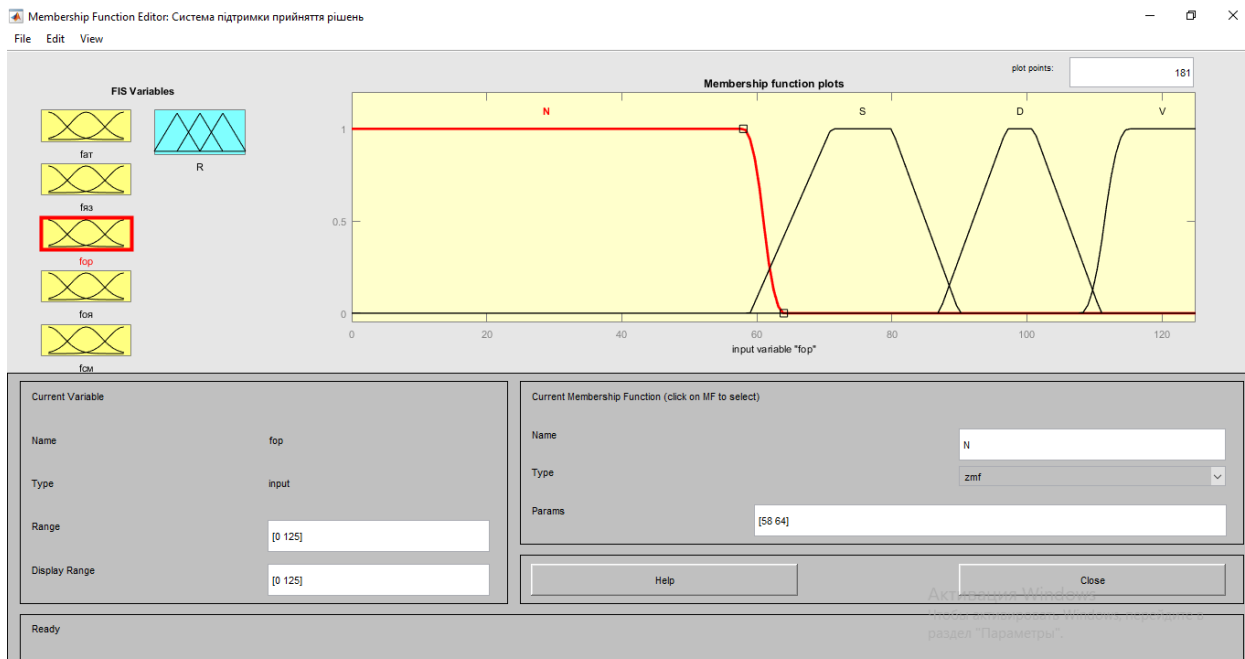 Membership Function Editor: Система підтримки прийняття рішень
File Edit View
plot points: 181
FIS Variables
Membership function plots
fат
R
fяз
fор
fоя
fсм
N S D V
1
0.5
0
0 20 40 60 80 100 120
input variable "fор"
Current Variable
Name fор
Type input
Range [0 125]
Display Range [0 125]
Current Membership Function (click on MF to select)
Name N
Type zmf
Params [58 64]
Help Close
Ready
Активация Windows
Чтобы активировать Windows, перейдите в
раздел "Параметры".